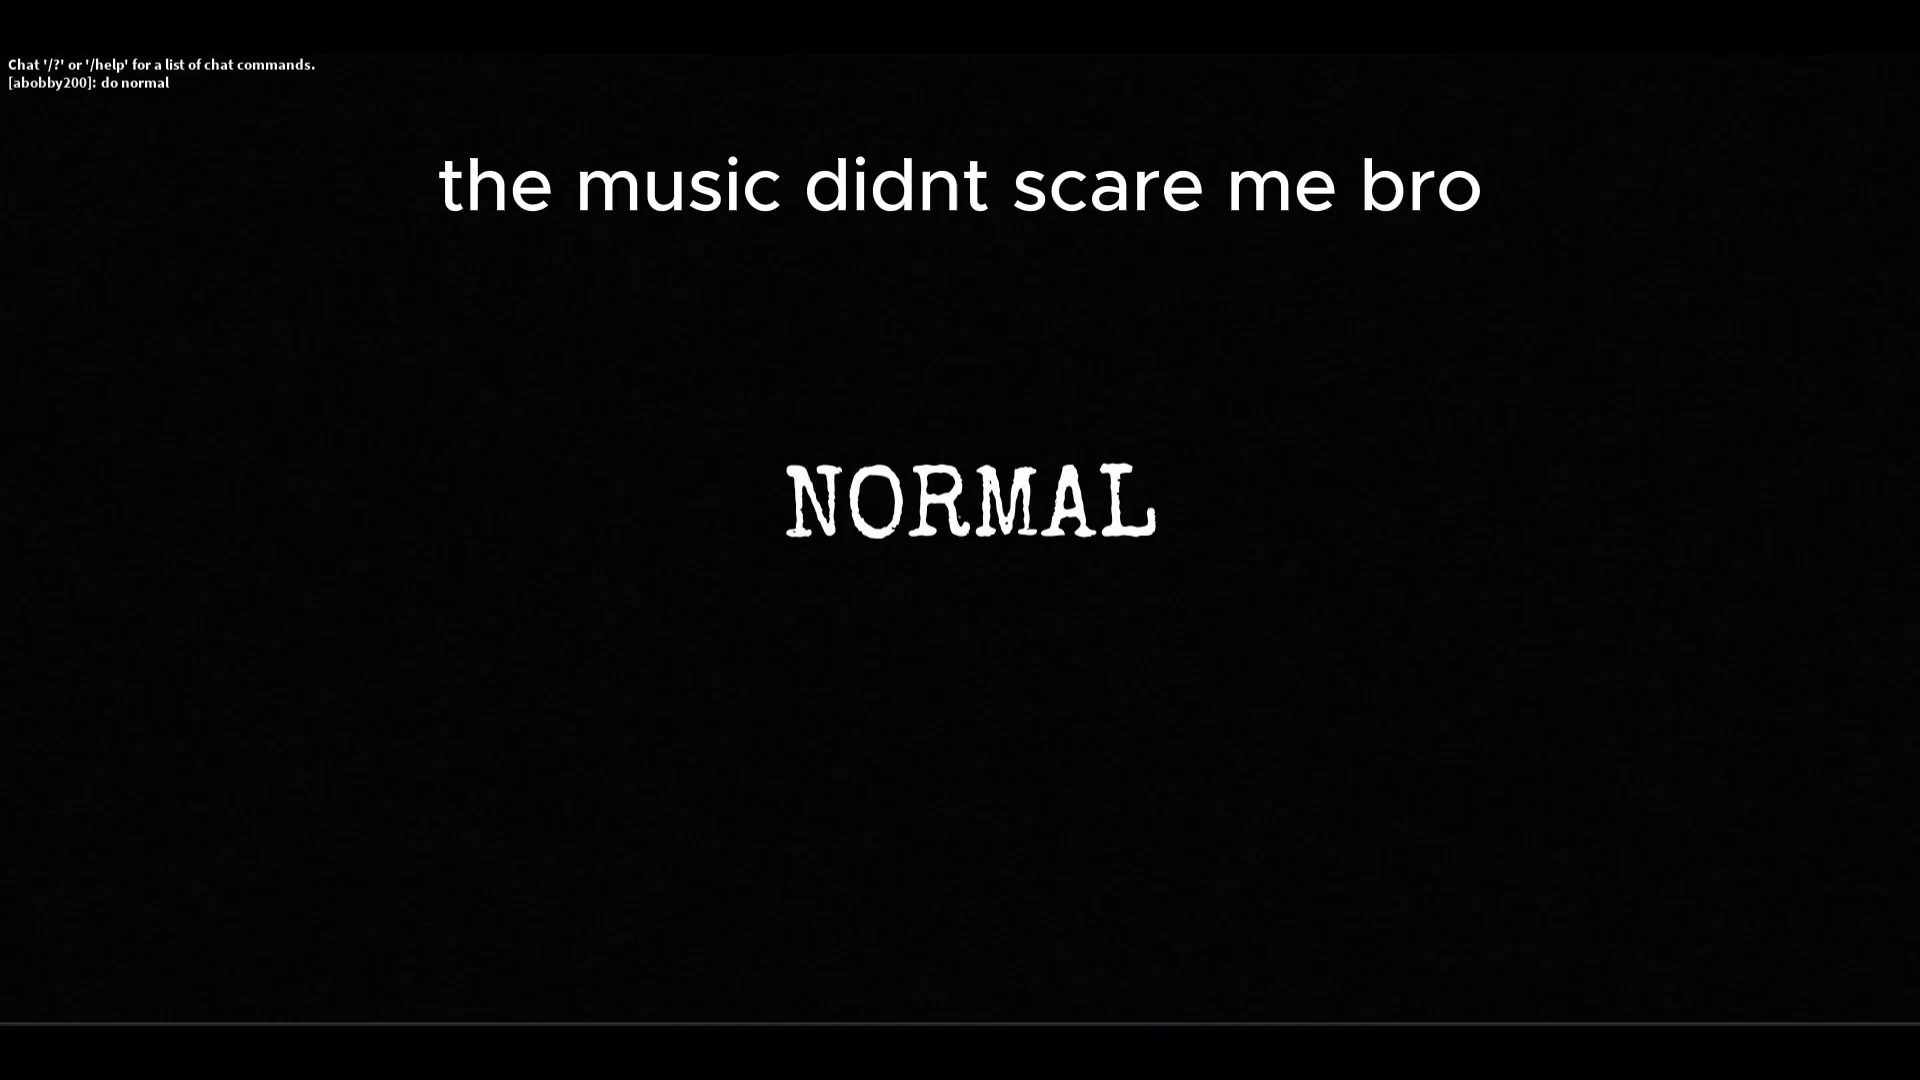 Chat '/?' or '/help' for a list of chat commands.
[abobby200]: do normal
the music didnt scare me bro
NORMAL